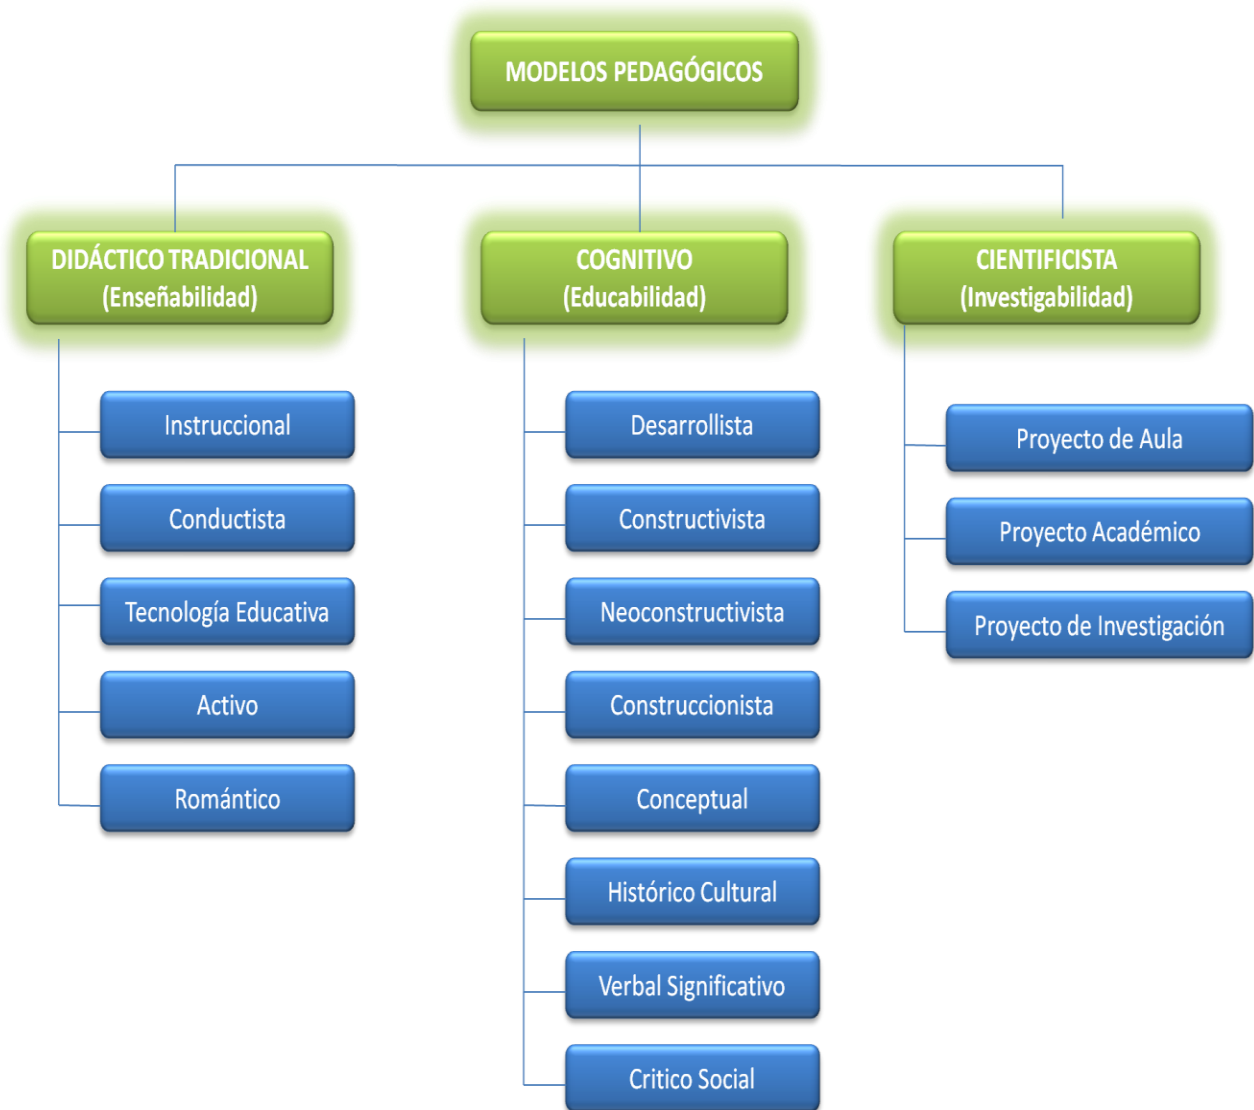 MODELOS PEDAGÓGICOS
DIDÁCTICO TRADICIONAL
(Enseñabilidad)
Instruccional
Conductista
Tecnología Educativa
Activo
Romántico
COGNITIVO
(Educabilidad)
Desarrollista
Constructivista
Neoconstructivista
Construccionista
Conceptual
Histórico Cultural
Verbal Significativo
Critico Social
CIENTIFICISTA
(Investigabilidad)
Proyecto de Aula
Proyecto Académico
Proyecto de Investigación